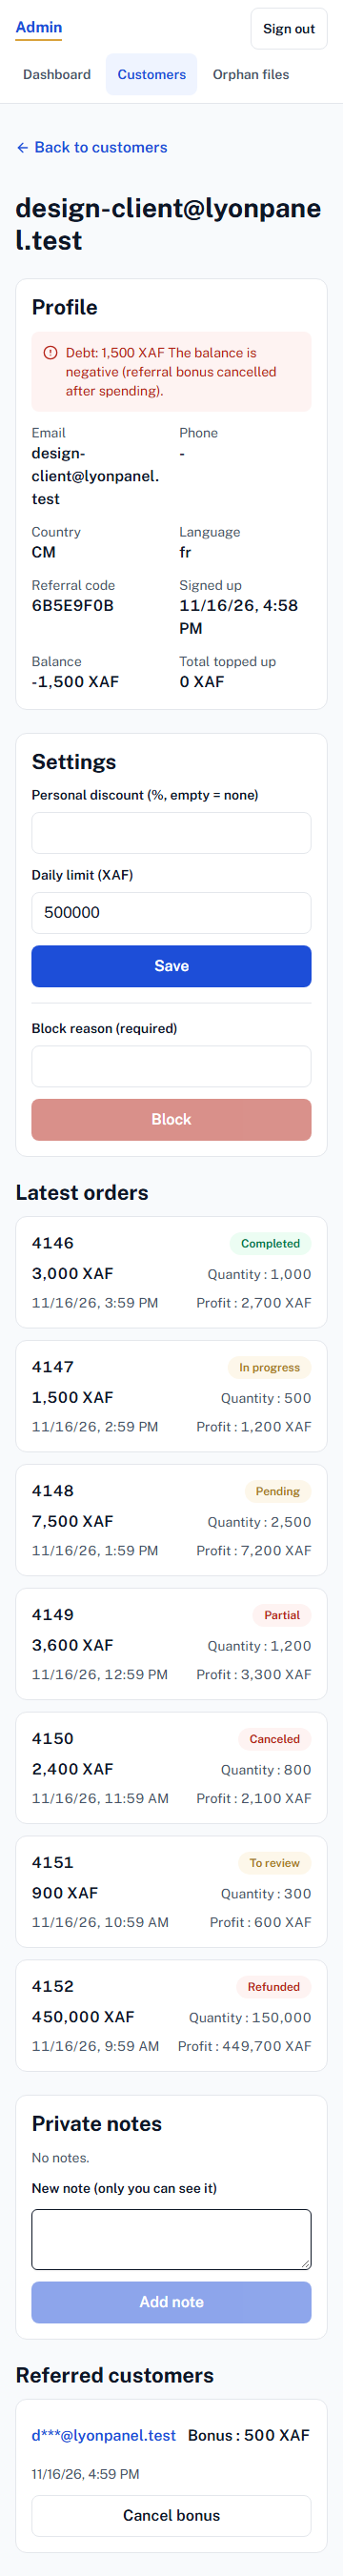 Admin
Sign out
Dashboard
Customers
Orphan files
← Back to customers
design-client@lyonpane
l.test
Profile
Debt: 1,500 XAF The balance is
negative (referral bonus cancelled
after spending).
Email
Phone
design-
client@lyonpanel.
test
-
Country
Language
CM
fr
Referral code
Signed up
6B5E9F0B
11/16/26, 4:58
PM
Balance
Total topped up
-1,500 XAF
0 XAF
Settings
Personal discount (%, empty = none)
Daily limit (XAF)
500000
Save
Block reason (required)
Block
Latest orders
4146
Completed
3,000 XAF
Quantity : 1,000
11/16/26, 3:59 PM
Profit : 2,700 XAF
4147
In progress
1,500 XAF
Quantity : 500
11/16/26, 2:59 PM
Profit : 1,200 XAF
4148
Pending
7,500 XAF
Quantity : 2,500
11/16/26, 1:59 PM
Profit : 7,200 XAF
4149
Partial
3,600 XAF
Quantity : 1,200
11/16/26, 12:59 PM
Profit : 3,300 XAF
4150
Canceled
2,400 XAF
Quantity : 800
11/16/26, 11:59 AM
Profit : 2,100 XAF
4151
To review
900 XAF
Quantity : 300
11/16/26, 10:59 AM
Profit : 600 XAF
4152
Refunded
450,000 XAF
Quantity : 150,000
11/16/26, 9:59 AM
Profit : 449,700 XAF
Private notes
No notes.
New note (only you can see it)
Add note
Referred customers
d***@lyonpanel.test
Bonus : 500 XAF
11/16/26, 4:59 PM
Cancel bonus